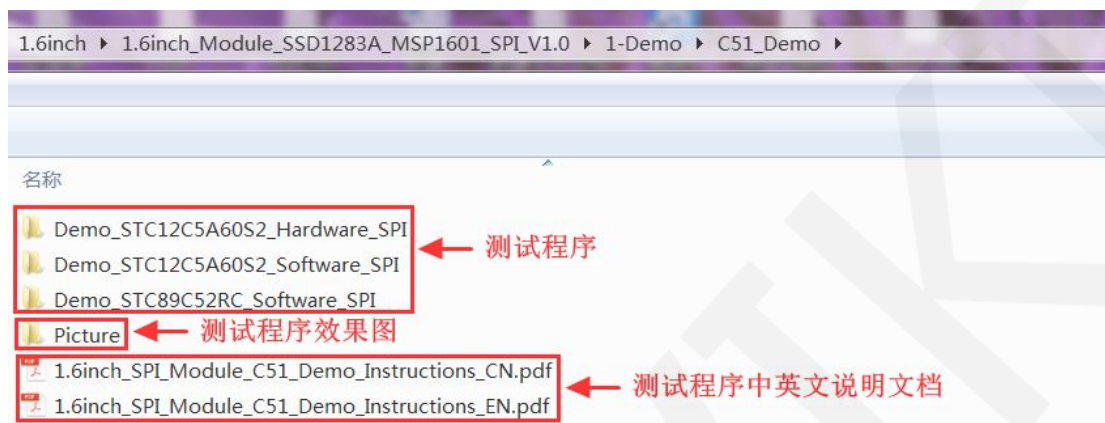 1.6inch ▸ 1.6inch_Module_SSD1283A_MSP1601_SPI_V1.0 ▸ 1-Demo ▸ C51_Demo ▸
名称
Demo_STC12C5A60S2_Hardware_SPI
测试程序
Demo_STC12C5A60S2_Software_SPI
Demo_STC89C52RC_Software_SPI
Picture 测试程序效果图
1.6inch_SPI_Module_C51_Demo_Instructions_CN.pdf
测试程序中英文说明文档
1.6inch_SPI_Module_C51_Demo_Instructions_EN.pdf